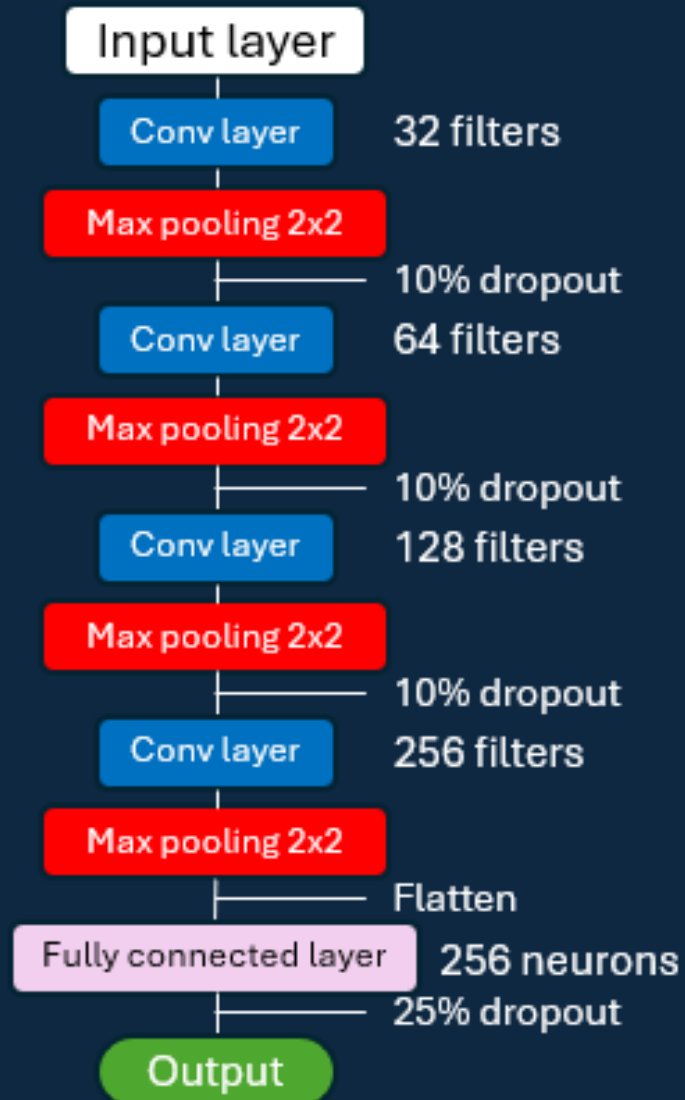 Input layer
Conv layer 32 filters
Max pooling 2x2
10% dropout
Conv layer 64 filters
Max pooling 2x2
10% dropout
Conv layer 128 filters
Max pooling 2x2
10% dropout
Conv layer 256 filters
Max pooling 2x2
Flatten
Fully connected layer 256 neurons
25% dropout
Output